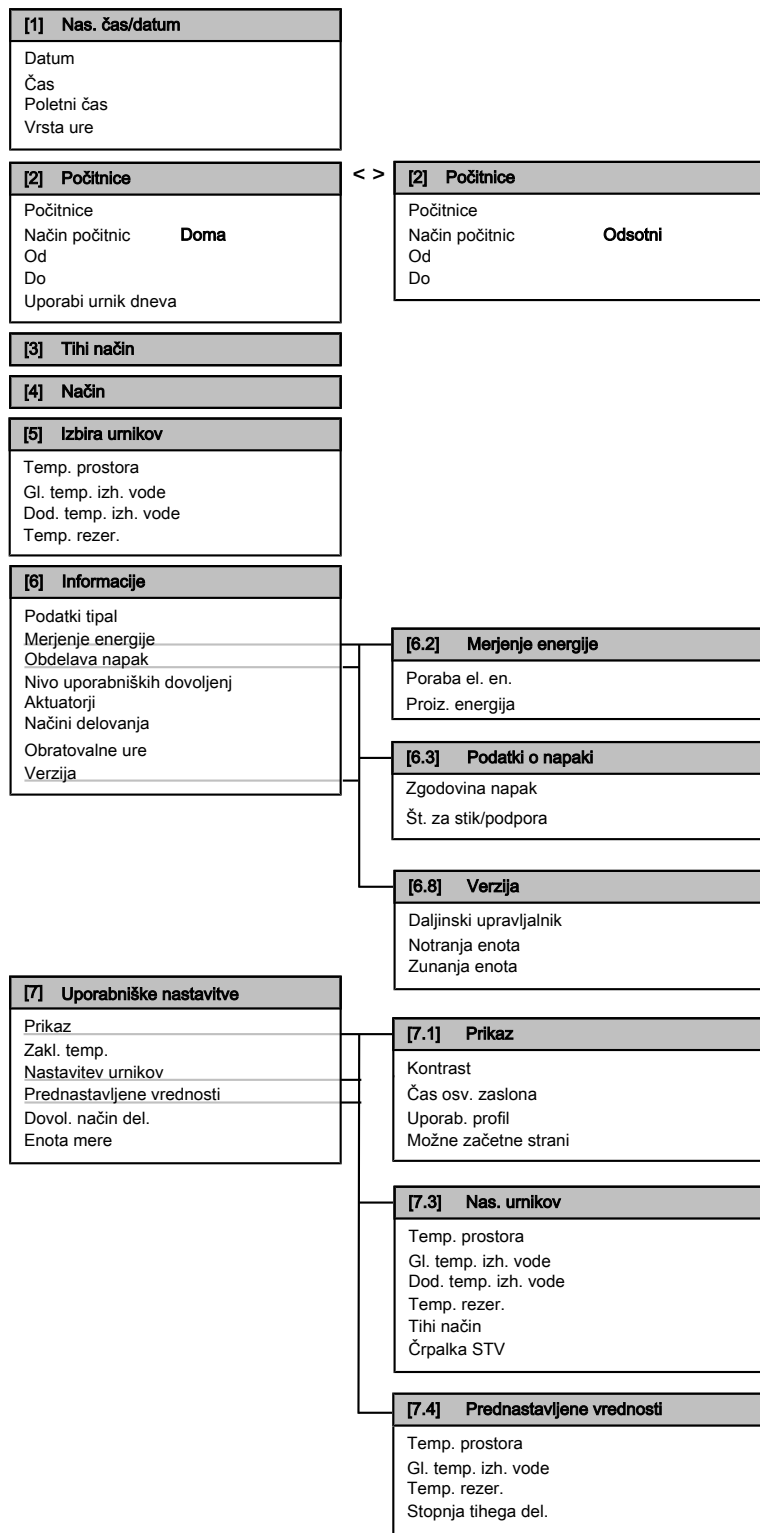 [1] Nas. čas/datum
Datum
Čas
Poletni čas
Vrsta ure
[2] Počitnice
Počitnice
Način počitnic Doma
Od
Do
Uporabi urnik dneva
< >
[2] Počitnice
Počitnice
Način počitnic Odsotni
Od
Do
[3] Tihi način
[4] Način
[5] Izbira urnikov
Temp. prostora
Gl. temp. izh. vode
Dod. temp. izh. vode
Temp. rezer.
[6] Informacije
Podatki tipal
Merjenje energije
Obdelava napak
Nivo uporabniških dovoljenj
Aktuatorji
Načini delovanja
Obratovalne ure
Verzija
[6.2] Merjenje energije
Poraba el. en.
Proiz. energija
[6.3] Podatki o napaki
Zgodovina napak
Št. za stik/podpora
[6.8] Verzija
Daljinski upravljalnik
Notranja enota
Zunanja enota
[7] Uporabniške nastavitve
Prikaz
Zakl. temp.
Nastavitev urnikov
Prednastavljene vrednosti
Dovol. način del.
Enota mere
[7.1] Prikaz
Kontrast
Čas osv. zaslona
Uporab. profil
Možne začetne strani
[7.3] Nas. urnikov
Temp. prostora
Gl. temp. izh. vode
Dod. temp. izh. vode
Temp. rezer.
Tihi način
Črpalka STV
[7.4] Prednastavljene vrednosti
Temp. prostora
Gl. temp. izh. vode
Temp. rezer.
Stopnja tihega del.